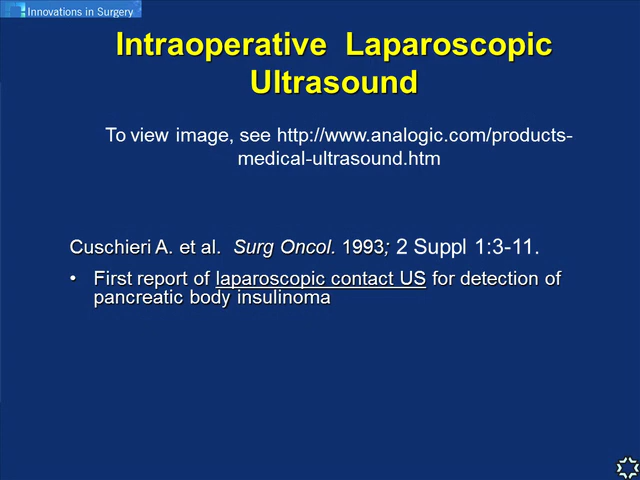 Innovations in Surgery
Intraoperative Laparoscopic
Ultrasound
To view image, see http://www.analogic.com/products-
medical-ultrasound.htm
Cuschieri A. et al. Surg Oncol. 1993; 2 Suppl 1:3-11.
• First report of laparoscopic contact US for detection of
pancreatic body insulinoma